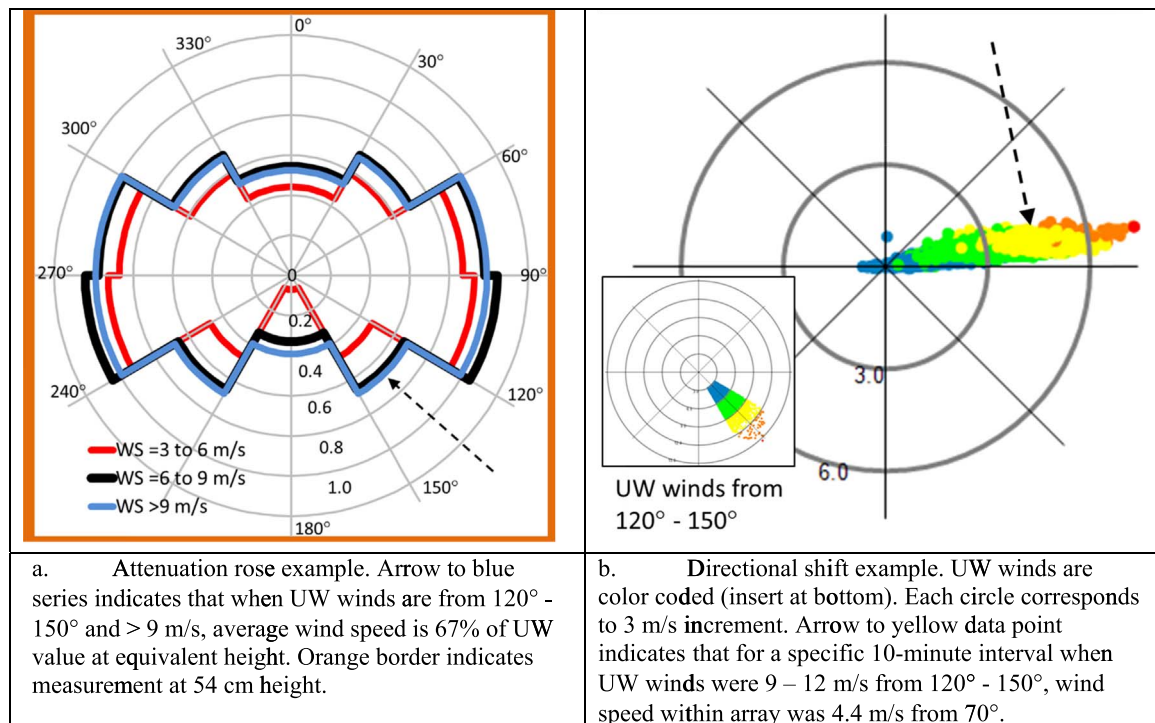 0°
330°
30°
300°
60°
270°
0
90°
0.2
0.4
240°
120°
0.6
WS =3 to 6 m/s
0.8
WS =6 to 9 m/s
1.0
150°
WS >9 m/s
180°
3.0
6.0
UW winds from
120° - 150°
a. Attenuation rose example. Arrow to blue
series indicates that when UW winds are from 120° -
150° and > 9 m/s, average wind speed is 67% of UW
value at equivalent height. Orange border indicates
measurement at 54 cm height.
b. Directional shift example. UW winds are
color coded (insert at bottom). Each circle corresponds
to 3 m/s increment. Arrow to yellow data point
indicates that for a specific 10-minute interval when
UW winds were 9 – 12 m/s from 120° - 150°, wind
speed within array was 4.4 m/s from 70°.